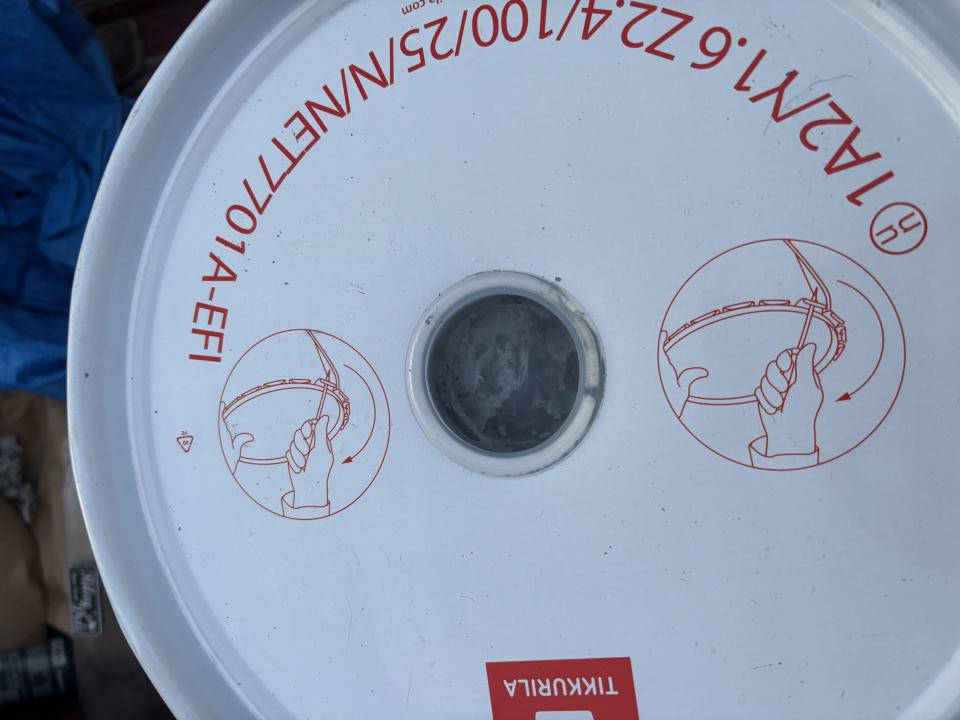 1A2/Y1.6 Z2.4/100/25/N/NET7701A-EFI
TIKKURILA